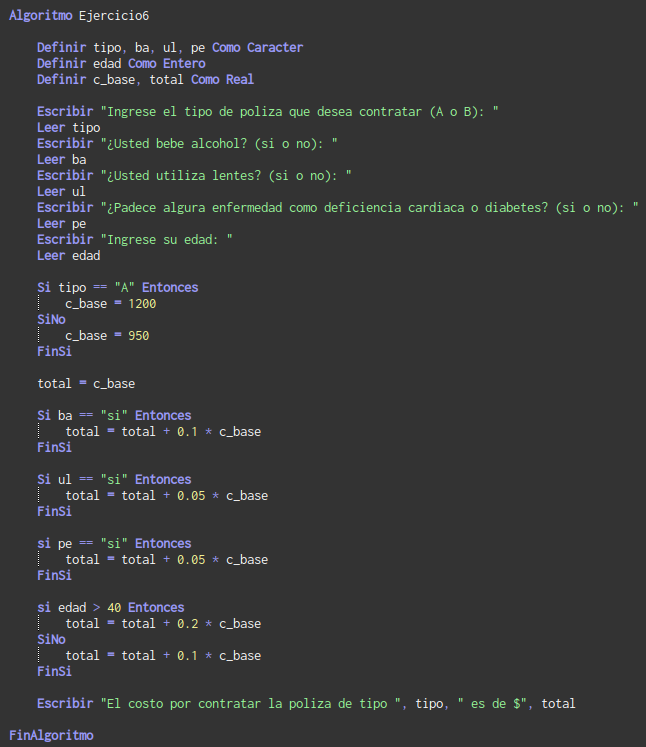 Algoritmo Ejercicio6
Definir tipo, ba, ul, pe Como Caracter
Definir edad Como Entero
Definir c_base, total Como Real
Escribir "Ingrese el tipo de poliza que desea contratar (A o B): "
Leer tipo
Escribir "¿Usted bebe alcohol? (si o no): "
Leer ba
Escribir "¿Usted utiliza lentes? (si o no): "
Leer ul
Escribir "¿Padece algura enfermedad como deficiencia cardiaca o diabetes? (si o no): "
Leer pe
Escribir "Ingrese su edad: "
Leer edad
Si tipo == "A" Entonces
c_base = 1200
SiNo
c_base = 950
FinSi
total = c_base
Si ba == "si" Entonces
total = total + 0.1 * c_base
FinSi
Si ul == "si" Entonces
total = total + 0.05 * c_base
FinSi
si pe == "si" Entonces
total = total + 0.05 * c_base
FinSi
si edad > 40 Entonces
total = total + 0.2 * c_base
SiNo
total = total + 0.1 * c_base
FinSi
Escribir "El costo por contratar la poliza de tipo ", tipo, " es de $", total
FinAlgoritmo